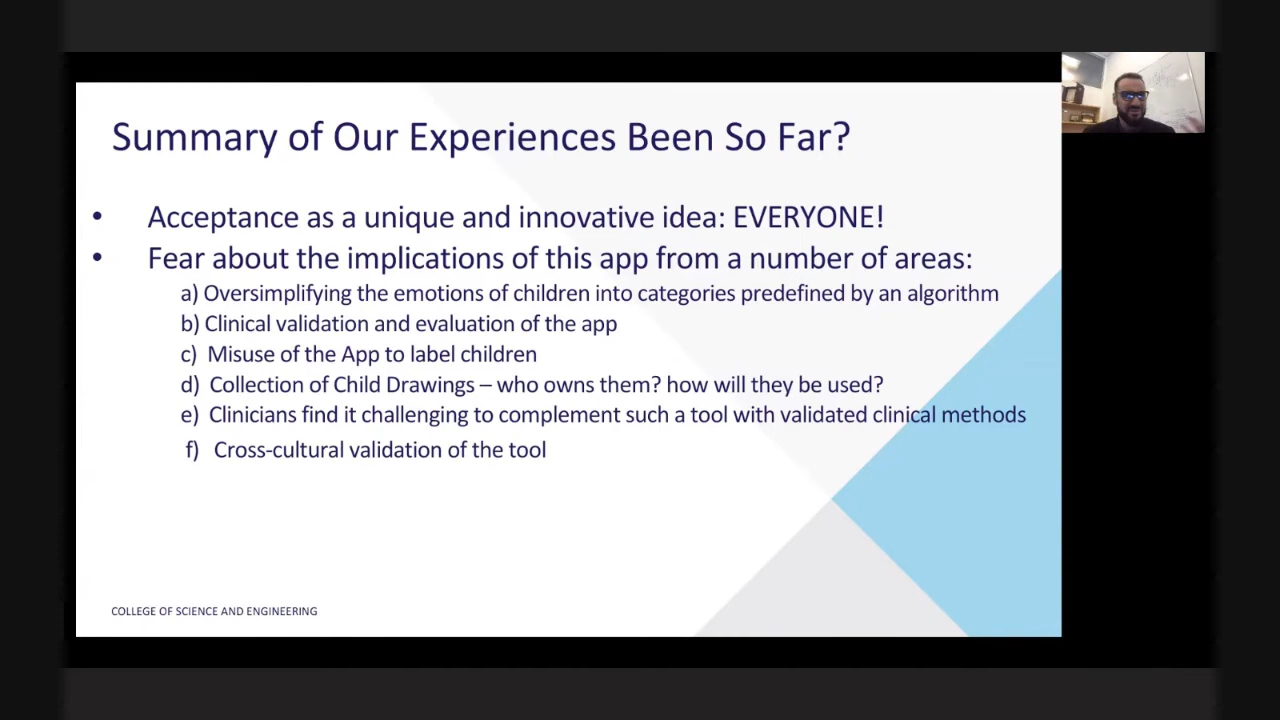 Summary of Our Experiences Been So Far?
• Acceptance as a unique and innovative idea: EVERYONE!
• Fear about the implications of this app from a number of areas:
a) Oversimplifying the emotions of children into categories predefined by an algorithm
b) Clinical validation and evaluation of the app
c) Misuse of the App to label children
d) Collection of Child Drawings – who owns them? how will they be used?
e) Clinicians find it challenging to complement such a tool with validated clinical methods
f) Cross-cultural validation of the tool
COLLEGE OF SCIENCE AND ENGINEERING